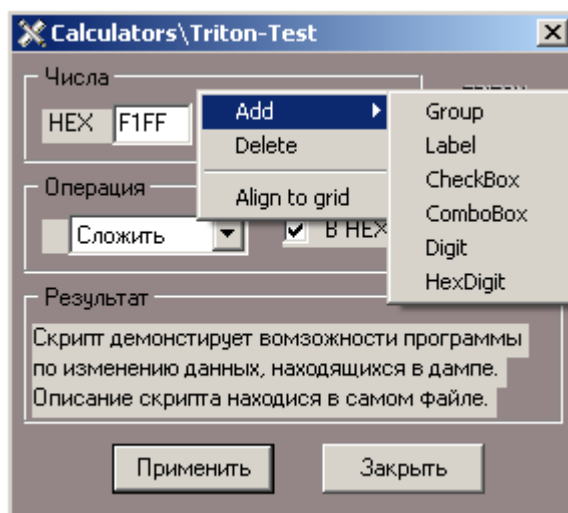 Calculators\Triton-Test
Числа
HEX F1FF
Add
Delete
Align to grid
Group
Label
CheckBox
ComboBox
Digit
HexDigit
Операция
Сложить
В HEX
Результат
Скрипт демонстирует вомзожности программы
по изменению данных, находящихся в дампе.
Описание скрипта находися в самом файле.
Применить
Закрыть